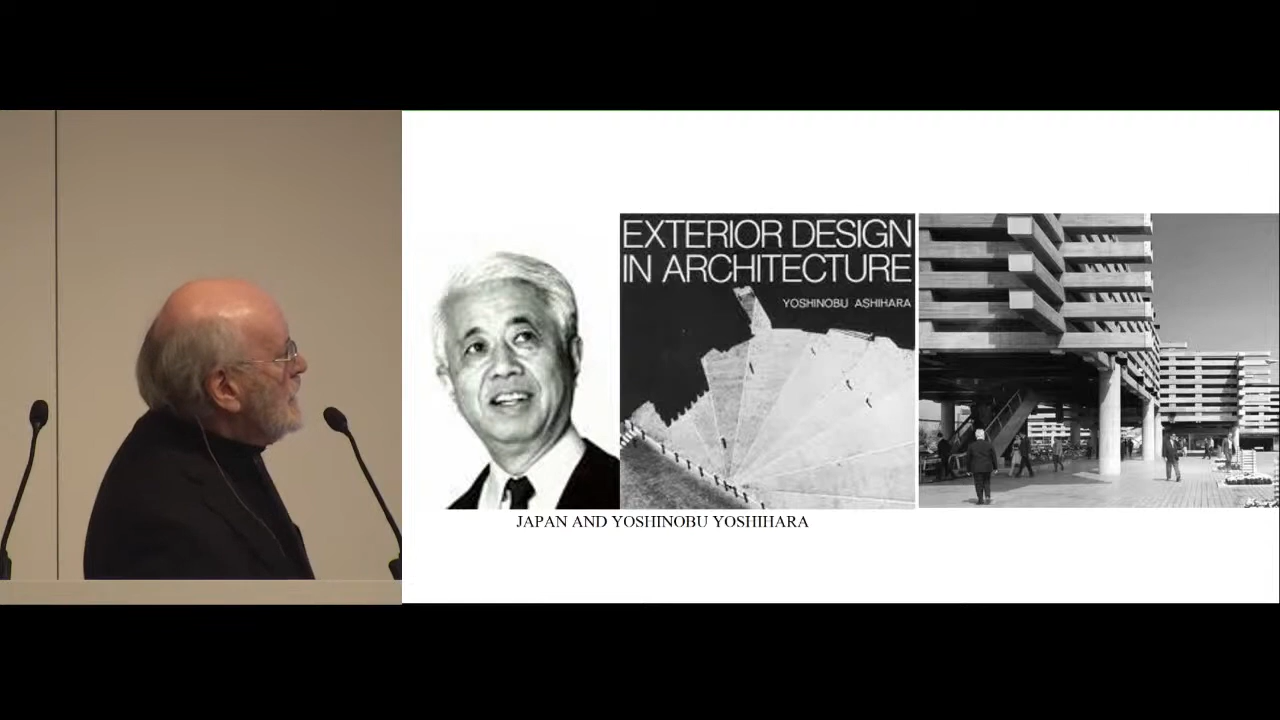 EXTERIOR DESIGN
IN ARCHITECTURE
YOSHINOBU ASHIHARA
JAPAN AND YOSHINOBU YOSHIHARA